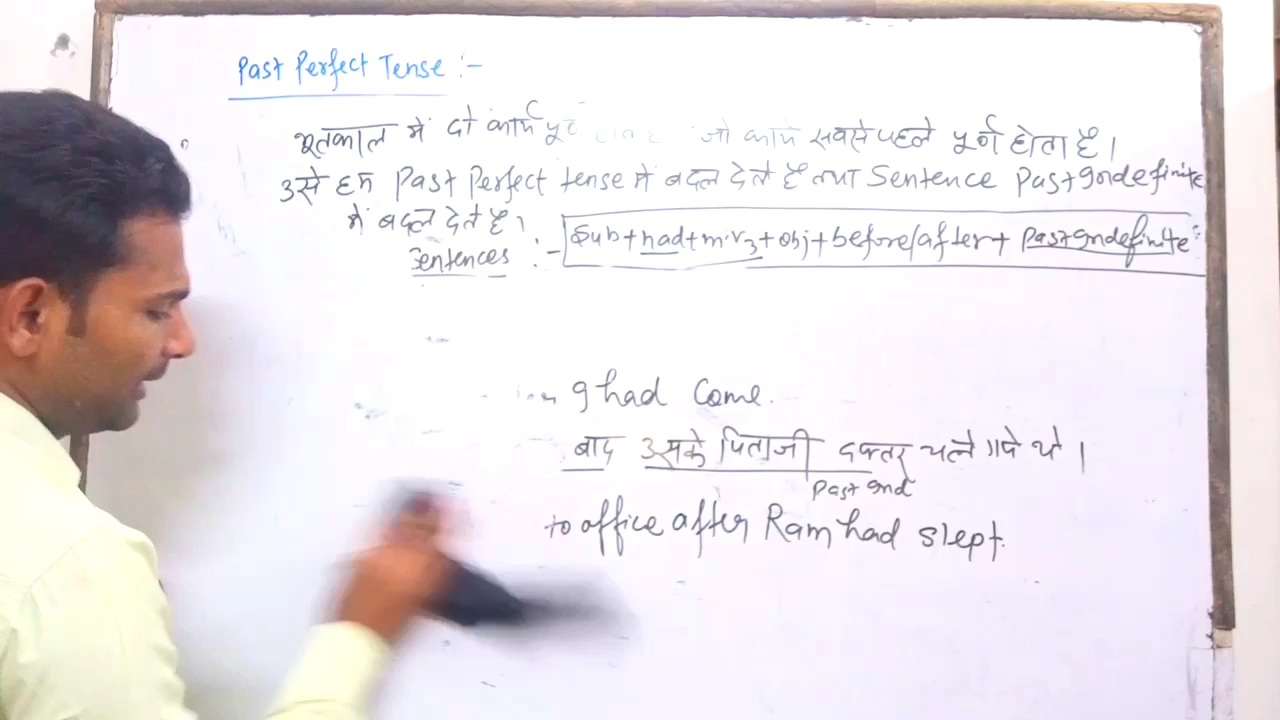 Past Perfect Tense :-
भूतकाल में दो कार्य पूर्ण जो कार्य सबसे पहले पूर्ण होता है।
उसे हम Past Perfect tense में बदल देते हैं तथा Sentence Past Indefinite
में बदल देते है।
Sentences :- Sub+had+m.v3+obj+before/after+ Past Indefinite
I had Come.
बाद उसके पिताजी दफ्तर चले गये थे।
Past Ind
to office after Ram had slept.